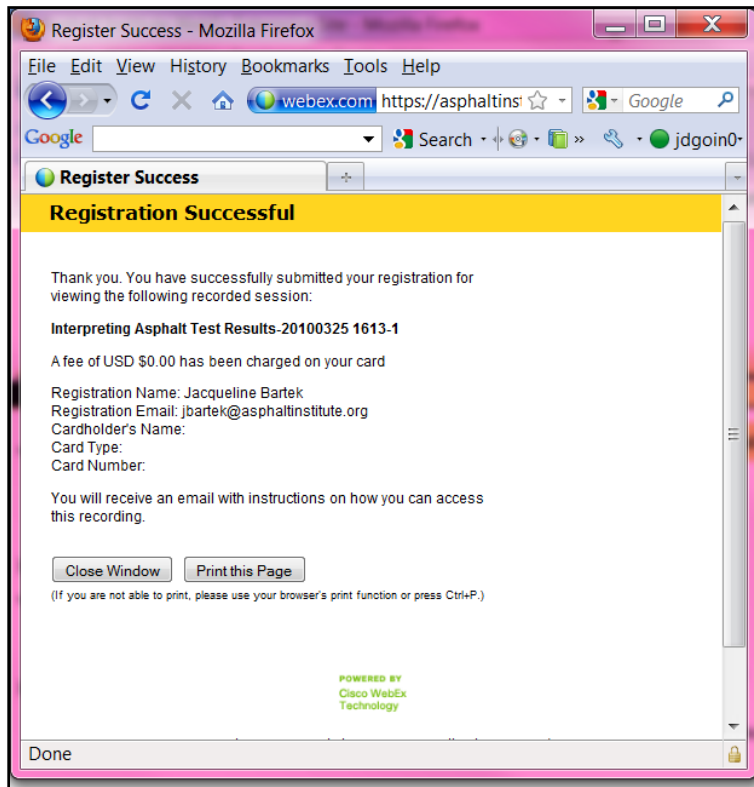 Register Success - Mozilla Firefox
File Edit View History Bookmarks Tools Help
webex.com https://asphaltinst Google
Google Search » jdgoin0
Register Success
Registration Successful
Thank you. You have successfully submitted your registration for
viewing the following recorded session:
Interpreting Asphalt Test Results-20100325 1613-1
A fee of USD $0.00 has been charged on your card
Registration Name: Jacqueline Bartek
Registration Email: jbartek@asphaltinstitute.org
Cardholder's Name:
Card Type:
Card Number:
You will receive an email with instructions on how you can access
this recording.
Close Window Print this Page
(If you are not able to print, please use your browser's print function or press Ctrl+P.)
POWERED BY
Cisco WebEx
Technology
Done